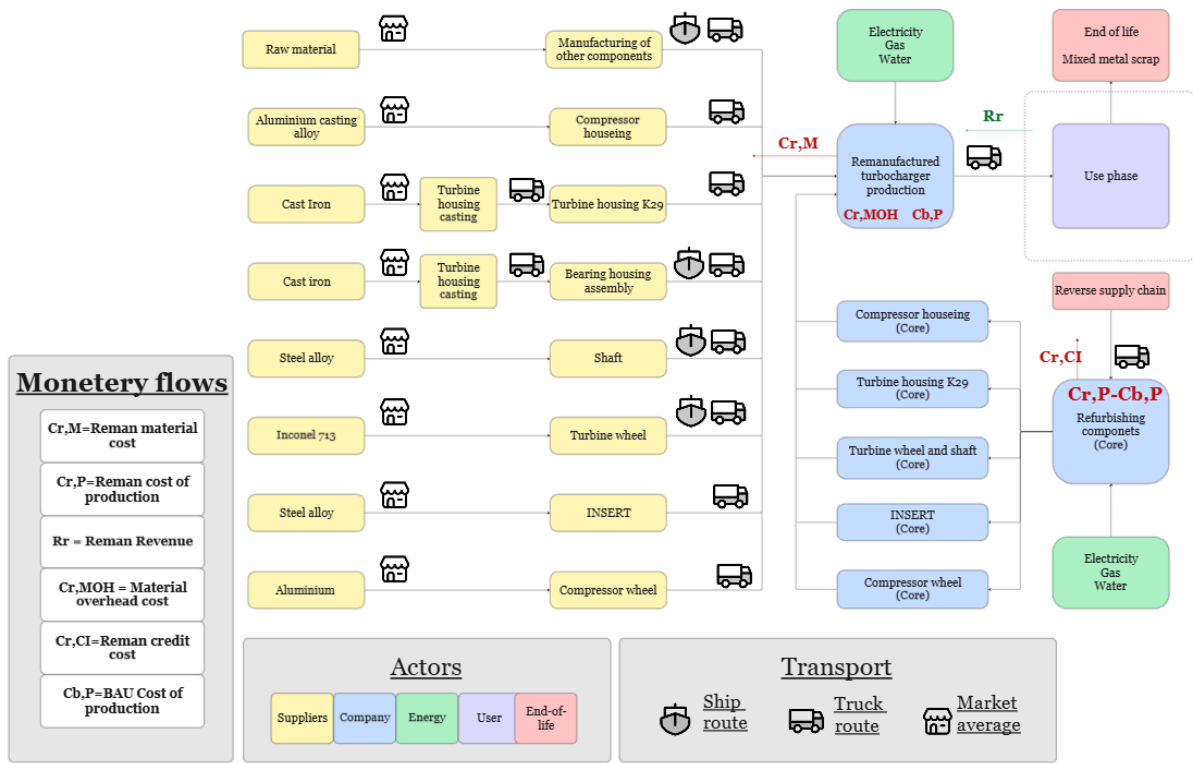 Raw material
Manufacturing of
other components
Electricity
Gas
Water
End of life
Mixed metal scrap
Aluminium casting
alloy
Compressor
houseing
Cr,M
Remanufactured
turbocharger
production
Cr,MOH Cb,P
Rr
Use phase
Cast Iron
Turbine
housing
casting
Turbine housing K29
Cast iron
Turbine
housing
casting
Bearing housing
assembly
Reverse supply chain
Steel alloy
Shaft
Compressor houseing
(Core)
Cr,CI
Turbine housing K29
(Core)
Cr,P-Cb,P
Refurbishing
componets
(Core)
Inconel 713
Turbine wheel
Turbine wheel and shaft
(Core)
Steel alloy
INSERT
INSERT
(Core)
Electricity
Gas
Water
Aluminium
Compressor wheel
Compressor wheel
(Core)
Monetery flows
Cr,M=Reman material
cost
Cr,P=Reman cost of
production
Rr = Reman Revenue
Cr,MOH = Material
overhead cost
Cr,CI=Reman credit
cost
Cb,P=BAU Cost of
production
Actors
Suppliers
Company
Energy
User
End-of-
life
Transport
Ship
route
Truck
route
Market
average